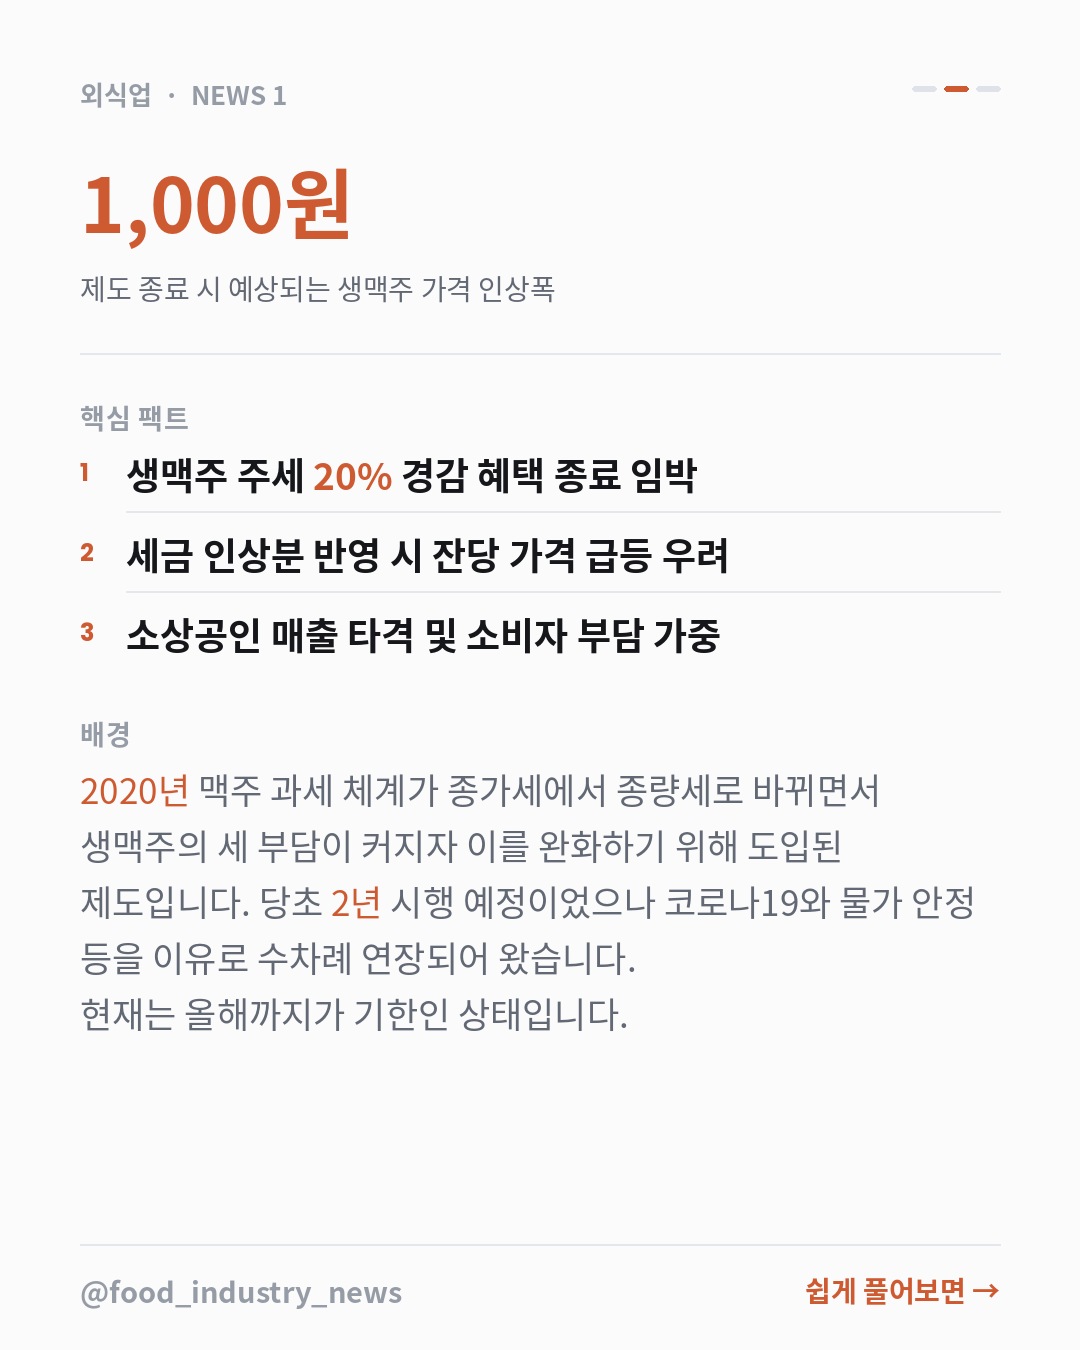 외식업 · NEWS 1
1,000원
제도 종료 시 예상되는 생맥주 가격 인상폭
핵심 팩트
1 생맥주 주세 20% 경감 혜택 종료 임박
2 세금 인상분 반영 시 잔당 가격 급등 우려
3 소상공인 매출 타격 및 소비자 부담 가중
배경
2020년 맥주 과세 체계가 종가세에서 종량세로 바뀌면서
생맥주의 세 부담이 커지자 이를 완화하기 위해 도입된
제도입니다. 당초 2년 시행 예정이었으나 코로나19와 물가 안정
등을 이유로 수차례 연장되어 왔습니다.
현재는 올해까지가 기한인 상태입니다.
@food_industry_news
쉽게 풀어보면 →